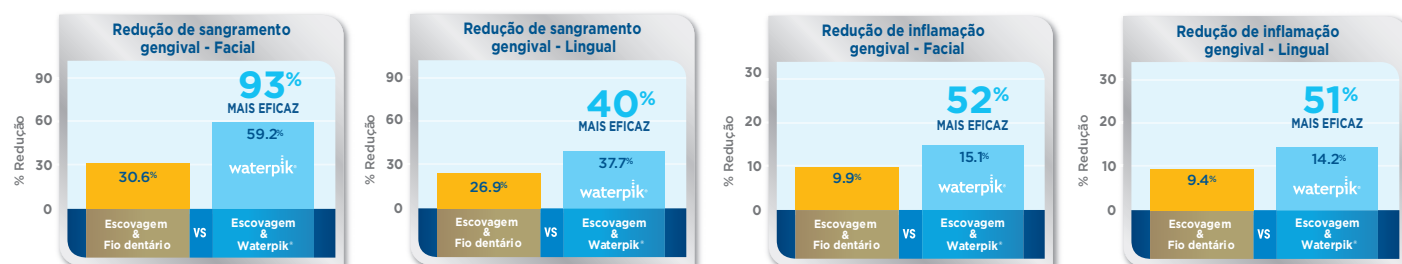 Redução de sangramento
gengival - Facial
% Redução
90
60
30
0
93%
MAIS EFICAZ
59.2%
waterpik®
30.6%
Escovagem
&
Fio dentário
VS
Escovagem
&
Waterpik®
Redução de sangramento
gengival - Lingual
% Redução
90
60
30
0
40%
MAIS EFICAZ
37.7%
waterpik®
26.9%
Escovagem
&
Fio dentário
VS
Escovagem
&
Waterpik®
Redução de inflamação
gengival - Facial
% Redução
30
20
10
0
52%
MAIS EFICAZ
15.1%
waterpik®
9.9%
Escovagem
&
Fio dentário
VS
Escovagem
&
Waterpik®
Redução de inflamação
gengival - Lingual
% Redução
30
20
10
0
51%
MAIS EFICAZ
14.2%
waterpik®
9.4%
Escovagem
&
Fio dentário
VS
Escovagem
&
Waterpik®